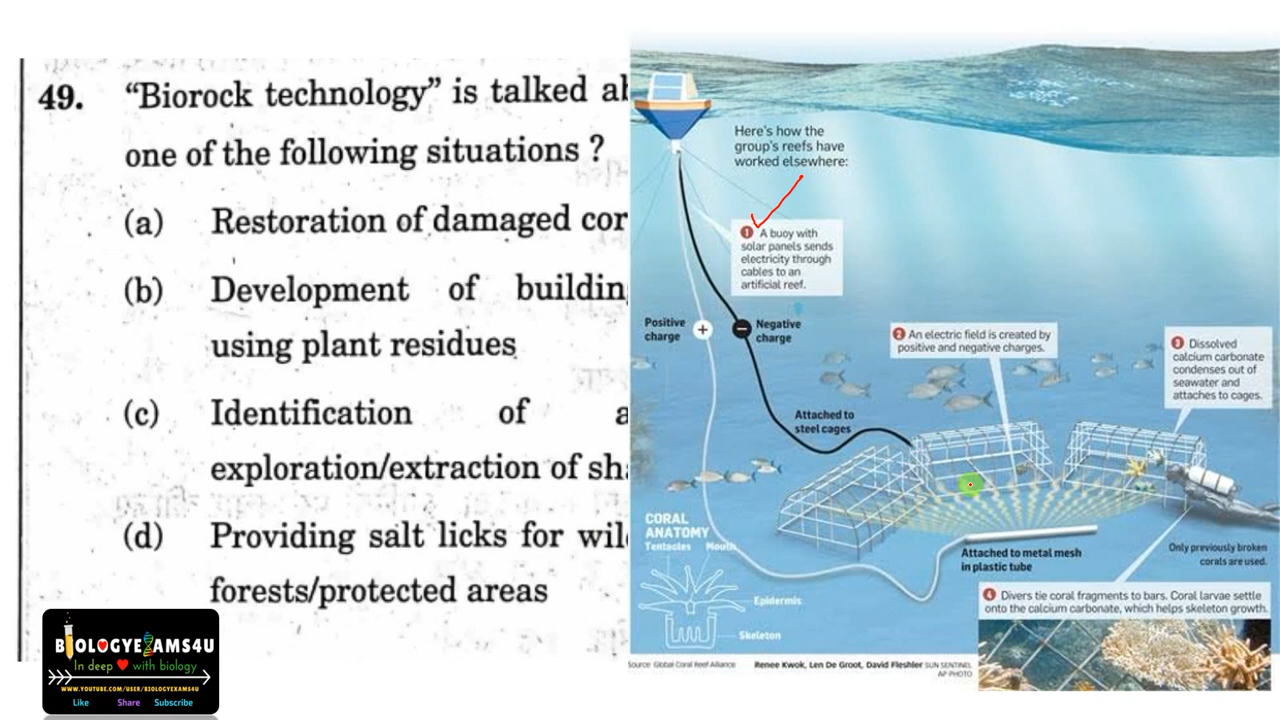 49. "Biorock technology" is talked
one of the following situations ?
(a) Restoration of damaged
(b) Development of
using plant residues
(c) Identification of
exploration/extraction of
(d) Providing salt licks for
forests/protected areas
BIOLOGYEXAMS4U
In deep with biology
WWW.YOUTUBE.COM/USER/BIOLOGYEXAMS4U
Like Share Subscribe
Here's how the
group's reefs have
worked elsewhere:
1 A buoy with
solar panels sends
electricity through
cables to an
artificial reef.
Positive
charge
+
−
Negative
charge
2 An electric field is created by
positive and negative charges.
3 Dissolved
calcium carbonate
condenses out of
seawater and
attaches to cages.
Attached to
steel cages
CORAL
ANATOMY
Tentacles Mouth
Epidermis
Skeleton
Attached to metal mesh
in plastic tube
Only previously broken
corals are used.
4 Divers tie coral fragments to bars. Coral larvae settle
onto the calcium carbonate, which helps skeleton growth.
Source: Global Coral Reef Alliance
Renee Kwok, Len De Groot, David Fleshler SUN SENTINEL
AP PHOTO